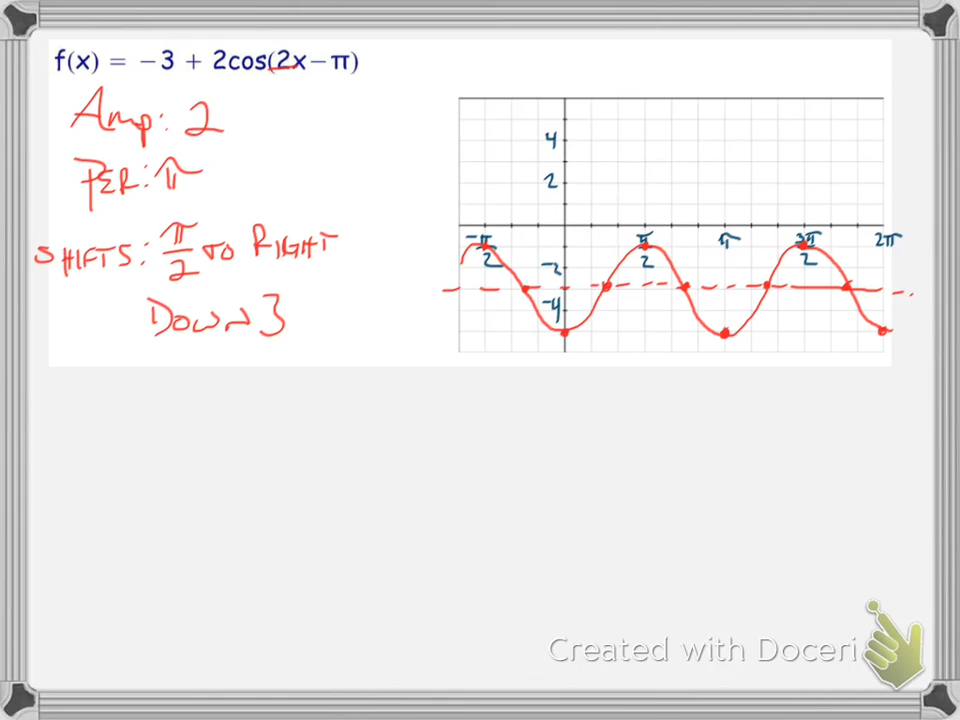 f(x) = −3 + 2cos(2x−π)
Amp: 2
PER: π
SHIFTS: π/2 TO RIGHT
DOWN 3
4
2
-π/2 π/2 π 3π/2 2π
-2
-4
Created with Doceri